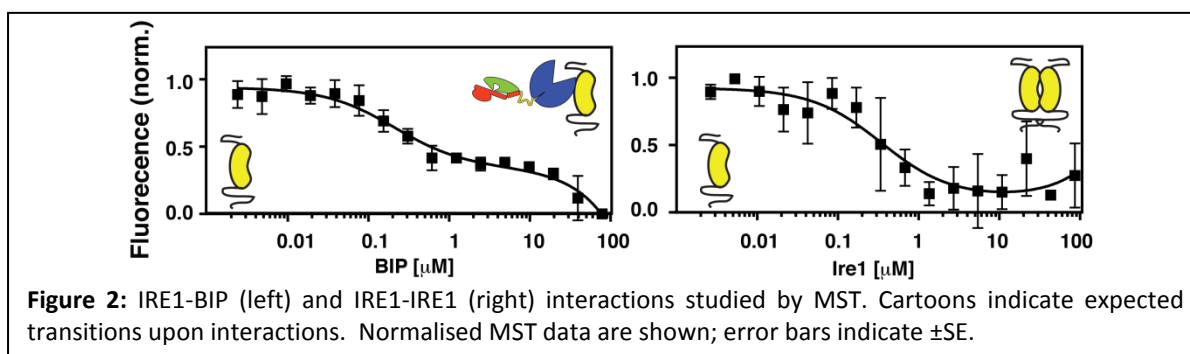 Fluorecence (norm.)
1.0
0.5
0.0
0.01 0.1 1 10 100
BIP [µM]
1.0
0.5
0.0
0.01 0.1 1 10 100
Ire1 [µM]
Figure 2: IRE1-BIP (left) and IRE1-IRE1 (right) interactions studied by MST. Cartoons indicate expected
transitions upon interactions. Normalised MST data are shown; error bars indicate ±SE.